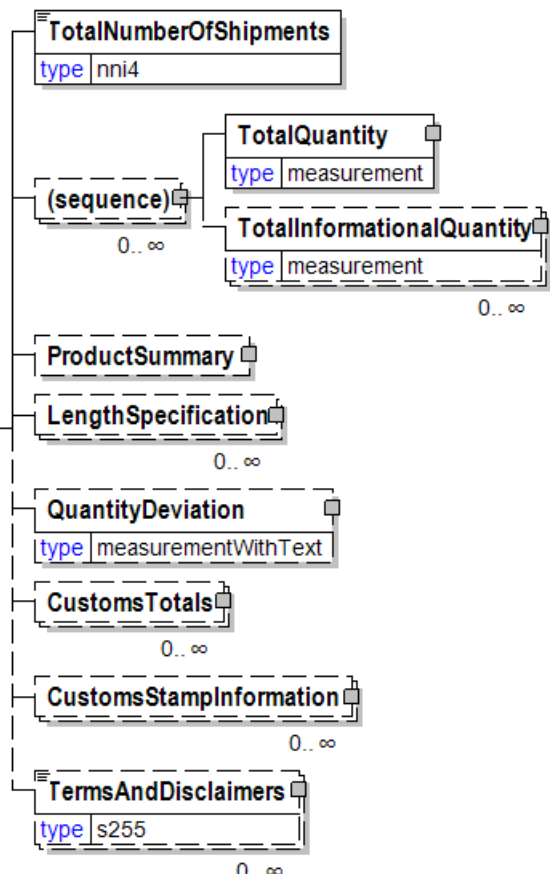 TotalNumberOfShipments
type nni4
TotalQuantity
type measurement
(sequence)
0.. ∞
TotalInformationalQuantity
type measurement
0.. ∞
ProductSummary
LengthSpecification
0.. ∞
QuantityDeviation
type measurementWithText
CustomsTotals
0.. ∞
CustomsStampInformation
0.. ∞
TermsAndDisclaimers
type s255
0.. ∞